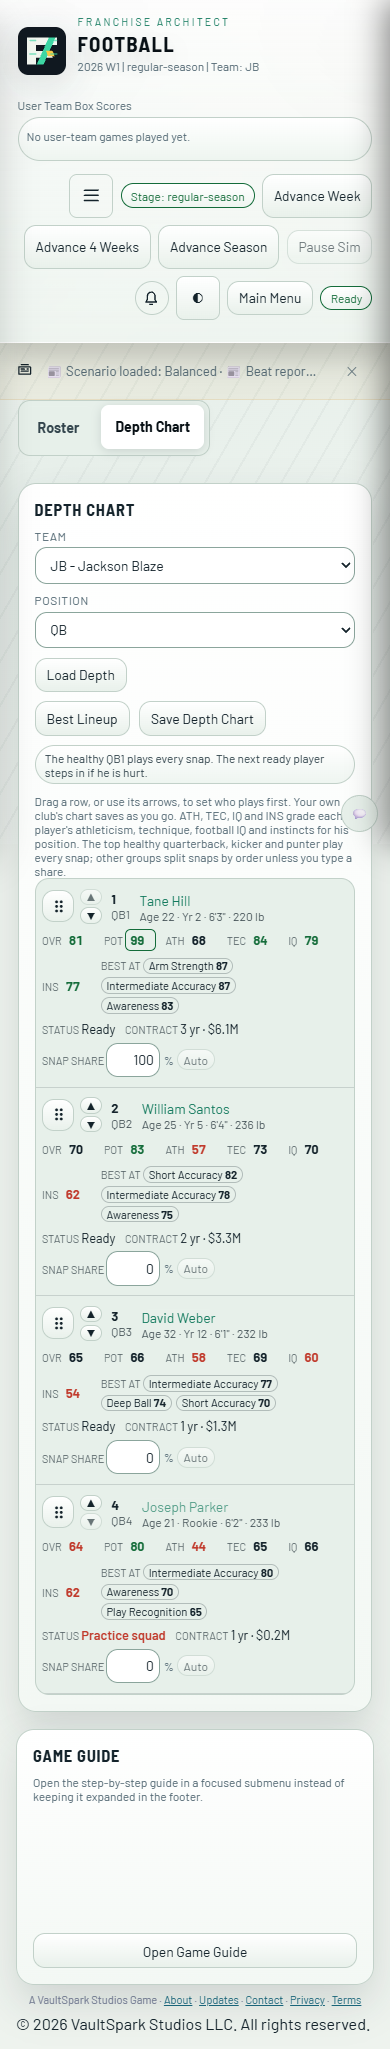 FRANCHISE ARCHITECT
FOOTBALL
2026 W1 | regular-season | Team: JB
User Team Box Scores
No user-team games played yet.
Stage: regular-season
Advance Week
Advance 4 Weeks
Advance Season
Pause Sim
Main Menu
Ready
Scenario loaded: Balanced · Beat repor...
Roster
Depth Chart
DEPTH CHART
TEAM
JB - Jackson Blaze
POSITION
QB
Load Depth
Best Lineup
Save Depth Chart
The healthy QB1 plays every snap. The next ready player
steps in if he is hurt.
Drag a row, or use its arrows, to set who plays first. Your own
club's chart saves as you go. ATH, TEC, IQ and INS grade each
player's athleticism, technique, football IQ and instincts for his
position. The top healthy quarterback, kicker and punter play
every snap; other groups split snaps by order unless you type a
share.
1 Tane Hill
QB1 Age 22 · Yr 2 · 6'3" · 220 lb
OVR 81 POT 99 ATH 68 TEC 84 IQ 79
INS 77 BEST AT Arm Strength 87
Intermediate Accuracy 87
Awareness 83
STATUS Ready CONTRACT 3 yr · $6.1M
SNAP SHARE 100 % Auto
2 William Santos
QB2 Age 25 · Yr 5 · 6'4" · 236 lb
OVR 70 POT 83 ATH 57 TEC 73 IQ 70
INS 62 BEST AT Short Accuracy 82
Intermediate Accuracy 78
Awareness 75
STATUS Ready CONTRACT 2 yr · $3.3M
SNAP SHARE 0 % Auto
3 David Weber
QB3 Age 32 · Yr 12 · 6'1" · 232 lb
OVR 65 POT 66 ATH 58 TEC 69 IQ 60
INS 54 BEST AT Intermediate Accuracy 77
Deep Ball 74 Short Accuracy 70
STATUS Ready CONTRACT 1 yr · $1.3M
SNAP SHARE 0 % Auto
4 Joseph Parker
QB4 Age 21 · Rookie · 6'2" · 233 lb
OVR 64 POT 80 ATH 44 TEC 65 IQ 66
INS 62 BEST AT Intermediate Accuracy 80
Awareness 70
Play Recognition 65
STATUS Practice squad CONTRACT 1 yr · $0.2M
SNAP SHARE 0 % Auto
GAME GUIDE
Open the step-by-step guide in a focused submenu instead of
keeping it expanded in the footer.
Open Game Guide
A VaultSpark Studios Game · About · Updates · Contact · Privacy · Terms
© 2026 VaultSpark Studios LLC. All rights reserved.